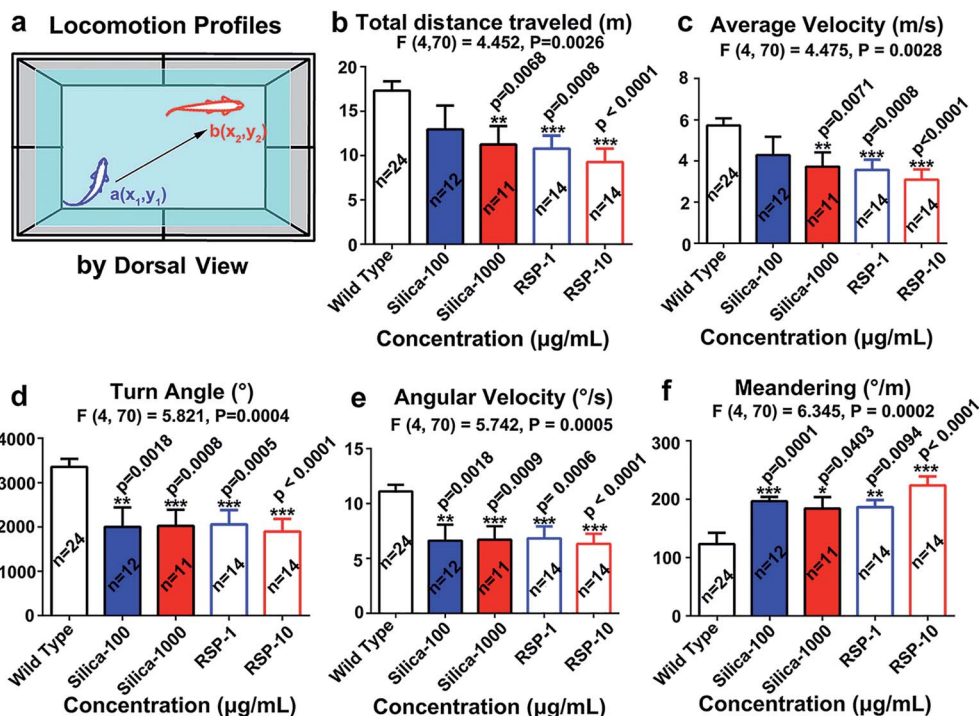 a Locomotion Profiles
b(x2,y2)
a(x1,y1)
by Dorsal View
b Total distance traveled (m)
F (4,70) = 4.452, P=0.0026
20
15
10
5
0
p=0.0068
p=0.0008
p < 0.0001
**
***
***
n=24
n=12
n=11
n=14
n=14
Wild Type
Silica-100
Silica-1000
RSP-1
RSP-10
Concentration (µg/mL)
c Average Velocity (m/s)
F (4, 70) = 4.475, P = 0.0028
8
6
4
2
0
p=0.0071
p=0.0008
p<0.0001
**
***
***
n=24
n=12
n=11
n=14
n=14
Wild Type
Silica-100
Silica-1000
RSP-1
RSP-10
Concentration (µg/mL)
d Turn Angle (°)
F (4, 70) = 5.821, P=0.0004
4000
3000
2000
1000
0
p=0.0018
p=0.0008
p=0.0005
p < 0.0001
**
***
***
***
n=24
n=12
n=11
n=14
n=14
Wild Type
Silica-100
Silica-1000
RSP-1
RSP-10
Concentration (µg/mL)
e Angular Velocity (°/s)
F (4, 70) = 5.742, P = 0.0005
15
10
5
0
p=0.0018
p=0.0009
p= 0.0006
p < 0.0001
**
***
***
***
n=24
n=12
n=11
n=14
n=14
Wild Type
Silica-100
Silica-1000
RSP-1
RSP-10
Concentration (µg/mL)
f Meandering (°/m)
F (4, 70) = 6.345, P = 0.0002
300
200
100
0
p=0.0001
p=0.0403
p=0.0094
p < 0.0001
***
*
**
***
n=24
n=12
n=11
n=14
n=14
Wild Type
Silica-100
Silica-1000
RSP-1
RSP-10
Concentration (µg/mL)